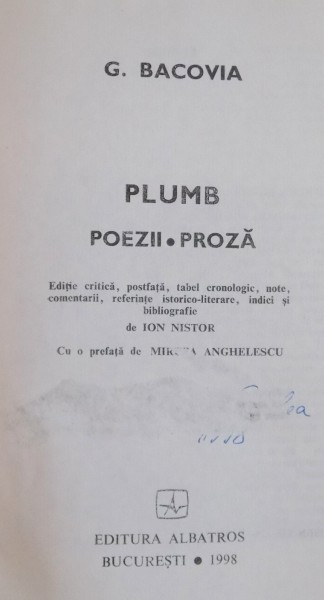 G. BACOVIA
PLUMB
POEZII • PROZĂ
Ediție critică, postfață, tabel cronologic, note,
comentarii, referințe istorico-literare, indici și
bibliografie
de ION NISTOR
Cu o prefață de ANGHELESCU
EDITURA ALBATROS
BUCUREȘTI • 1998